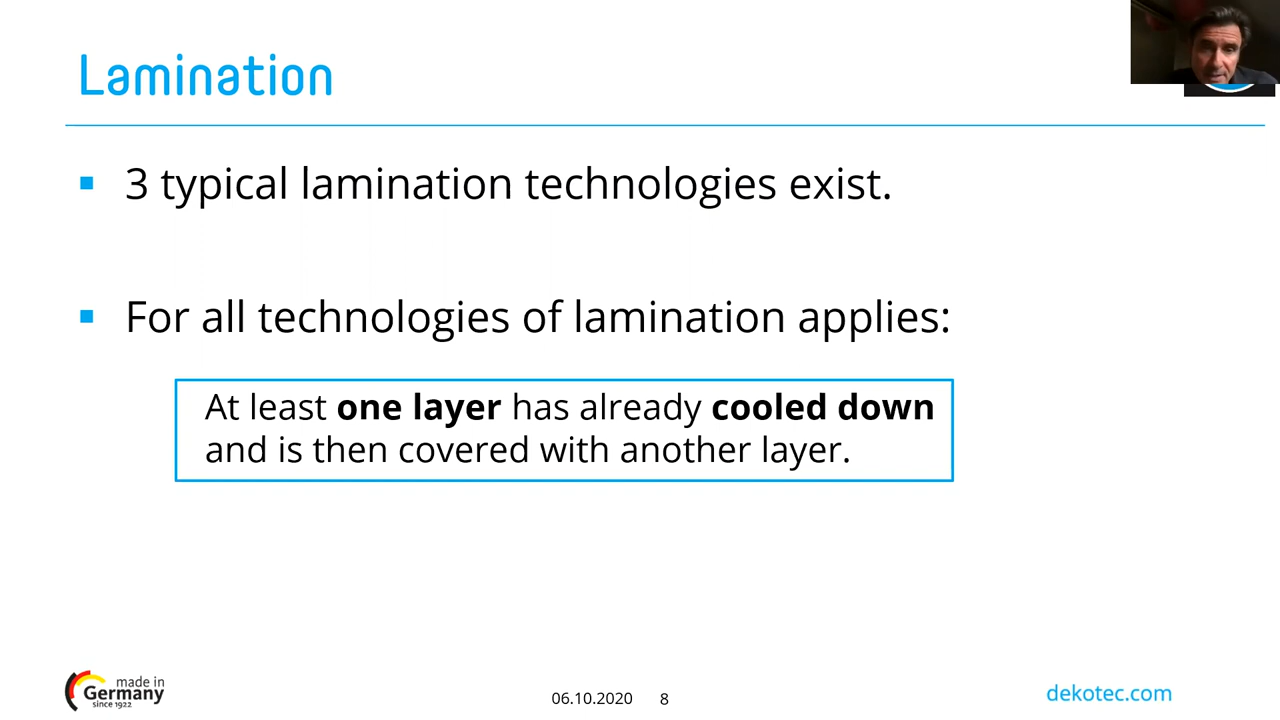 Lamination
3 typical lamination technologies exist.
For all technologies of lamination applies:
At least one layer has already cooled down
and is then covered with another layer.
made in
Germany
since 1922
06.10.2020 8
dekotec.com